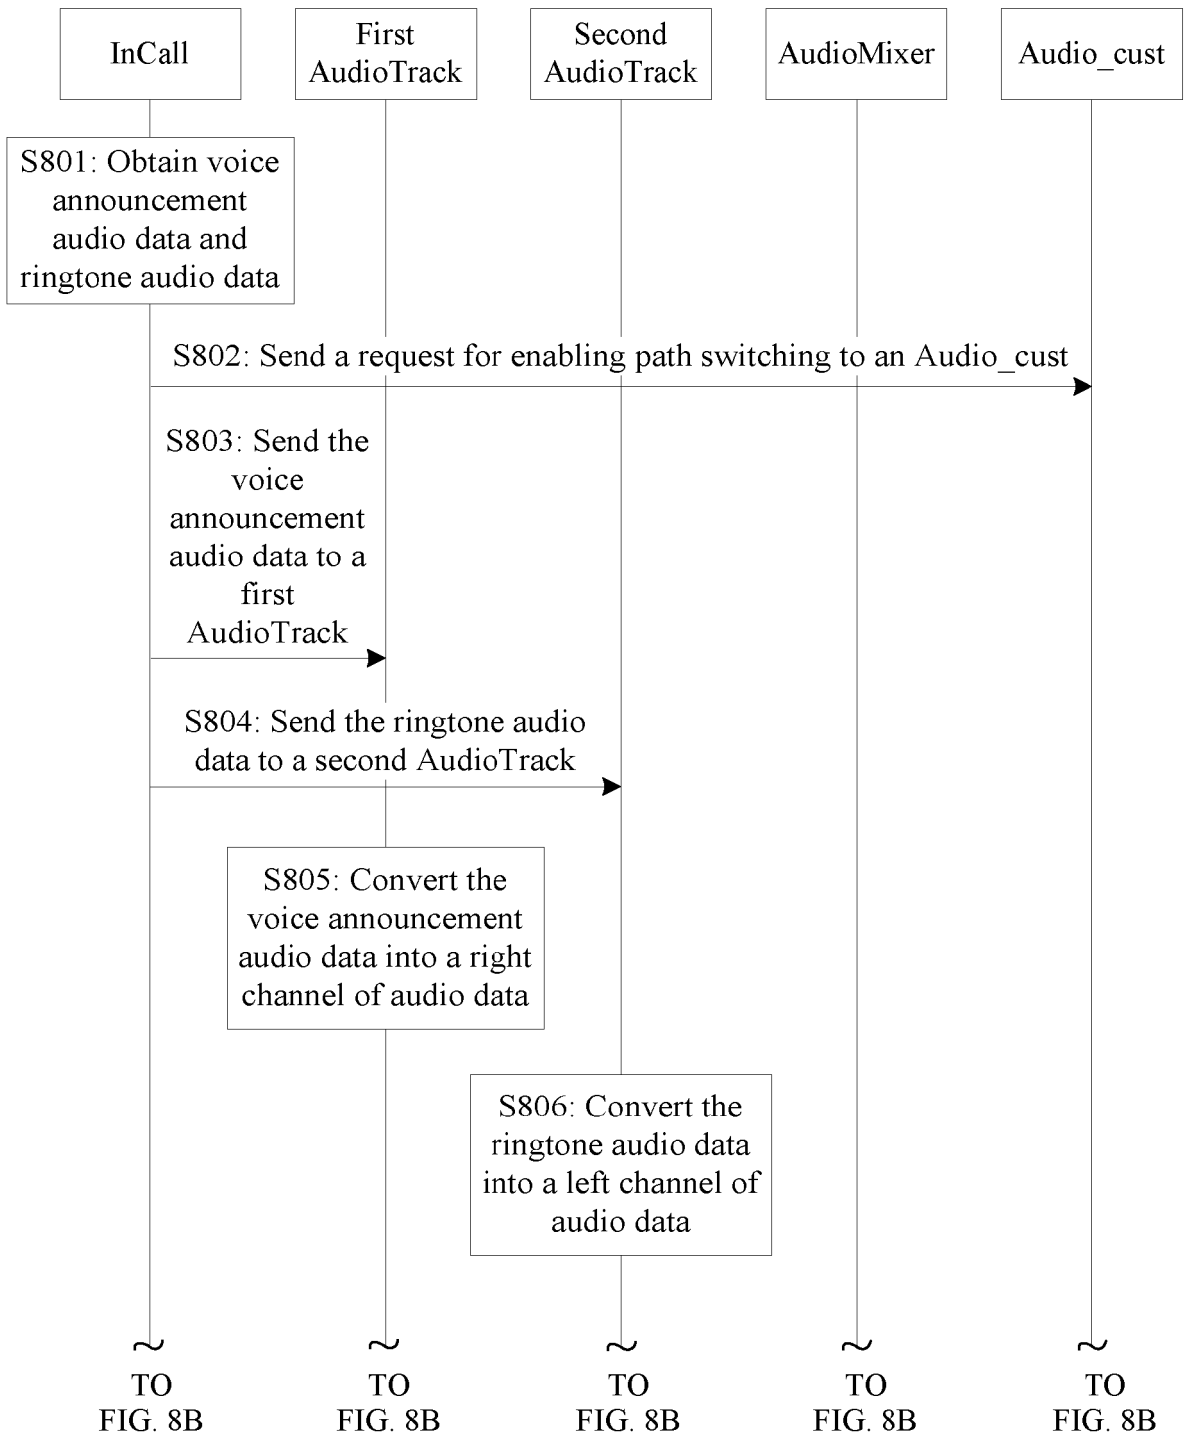 InCall
First
AudioTrack
Second
AudioTrack
AudioMixer
Audio_cust
S801: Obtain voice
announcement
audio data and
ringtone audio data
S802: Send a request for enabling path switching to an Audio_cust
S803: Send the
voice
announcement
audio data to a
first
AudioTrack
S804: Send the ringtone audio
data to a second AudioTrack
S805: Convert the
voice announcement
audio data into a right
channel of audio data
S806: Convert the
ringtone audio data
into a left channel of
audio data
TO
FIG. 8B
TO
FIG. 8B
TO
FIG. 8B
TO
FIG. 8B
TO
FIG. 8B